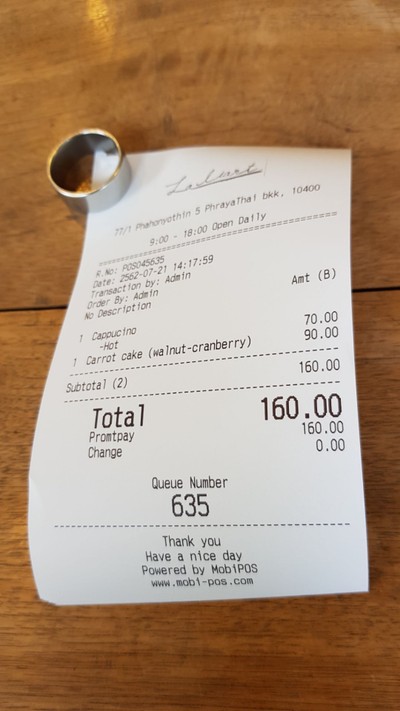 77/1 Phahonyothin 5 PhrayaThai bkk, 10400
9:00 - 18:00 Open Daily
R.No: POS045635
Date: 2562-07-21 14:17:59
Transaction by: Admin
Order By: Admin
No Description
Amt (B)
1 Cappucino 70.00
-Hot
1 Carrot cake (walnut-cranberry) 90.00
Subtotal (2) 160.00
Total 160.00
Promtpay 160.00
Change 0.00
Queue Number
635
Thank you
Have a nice day
Powered by MobiPOS
www.mobi-pos.com